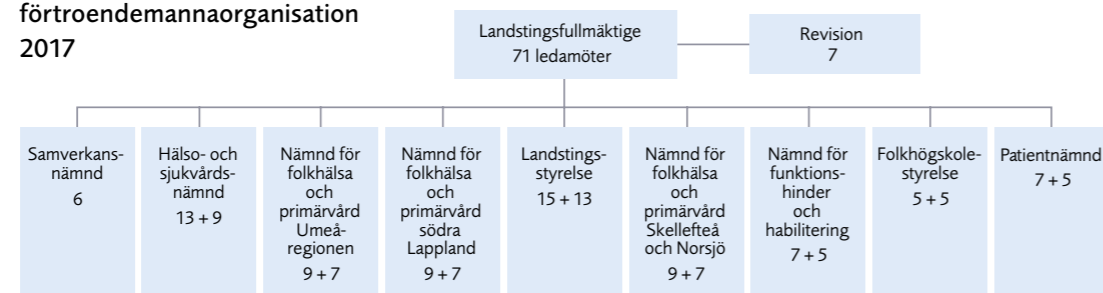 förtroendemannaorganisation
2017
Landstingsfullmäktige
71 ledamöter
Revision
7
Samverkans-
nämnd
6
Hälso- och
sjukvårds-
nämnd
13 + 9
Nämnd för
folkhälsa
och
primärvård
Umeå-
regionen
9 + 7
Nämnd för
folkhälsa
och
primärvård
södra
Lappland
9 + 7
Landstings-
styrelse
15 + 13
Nämnd för
folkhälsa
och
primärvård
Skellefteå
och Norsjö
9 + 7
Nämnd för
funktions-
hinder
och
habilitering
7 + 5
Folkhögskole-
styrelse
5 + 5
Patientnämnd
7 + 5